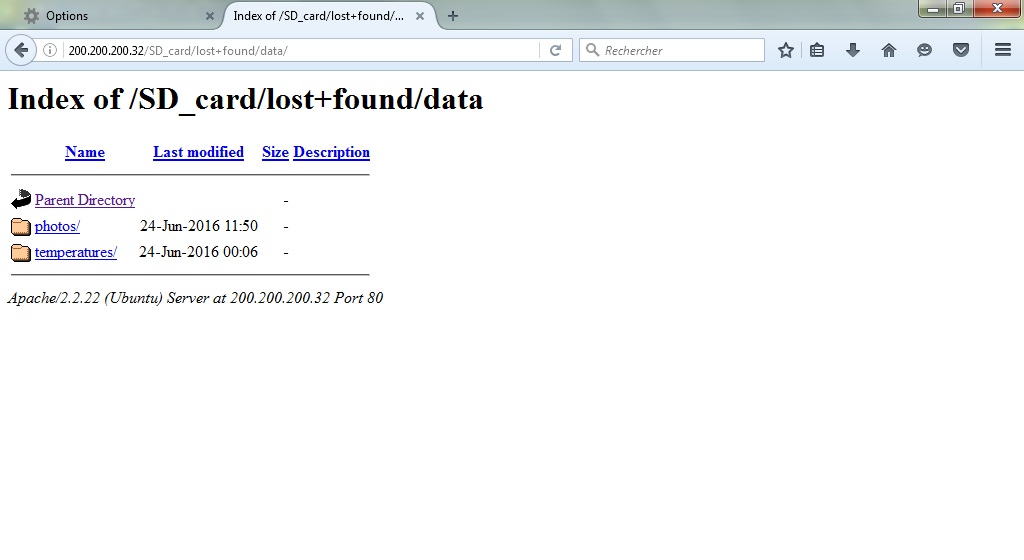 Options
Index of /SD_card/lost+found/...
200.200.200.32/SD_card/lost+found/data/
Rechercher
Index of /SD_card/lost+found/data
Name Last modified Size Description
Parent Directory -
photos/ 24-Jun-2016 11:50 -
temperatures/ 24-Jun-2016 00:06 -
Apache/2.2.22 (Ubuntu) Server at 200.200.200.32 Port 80